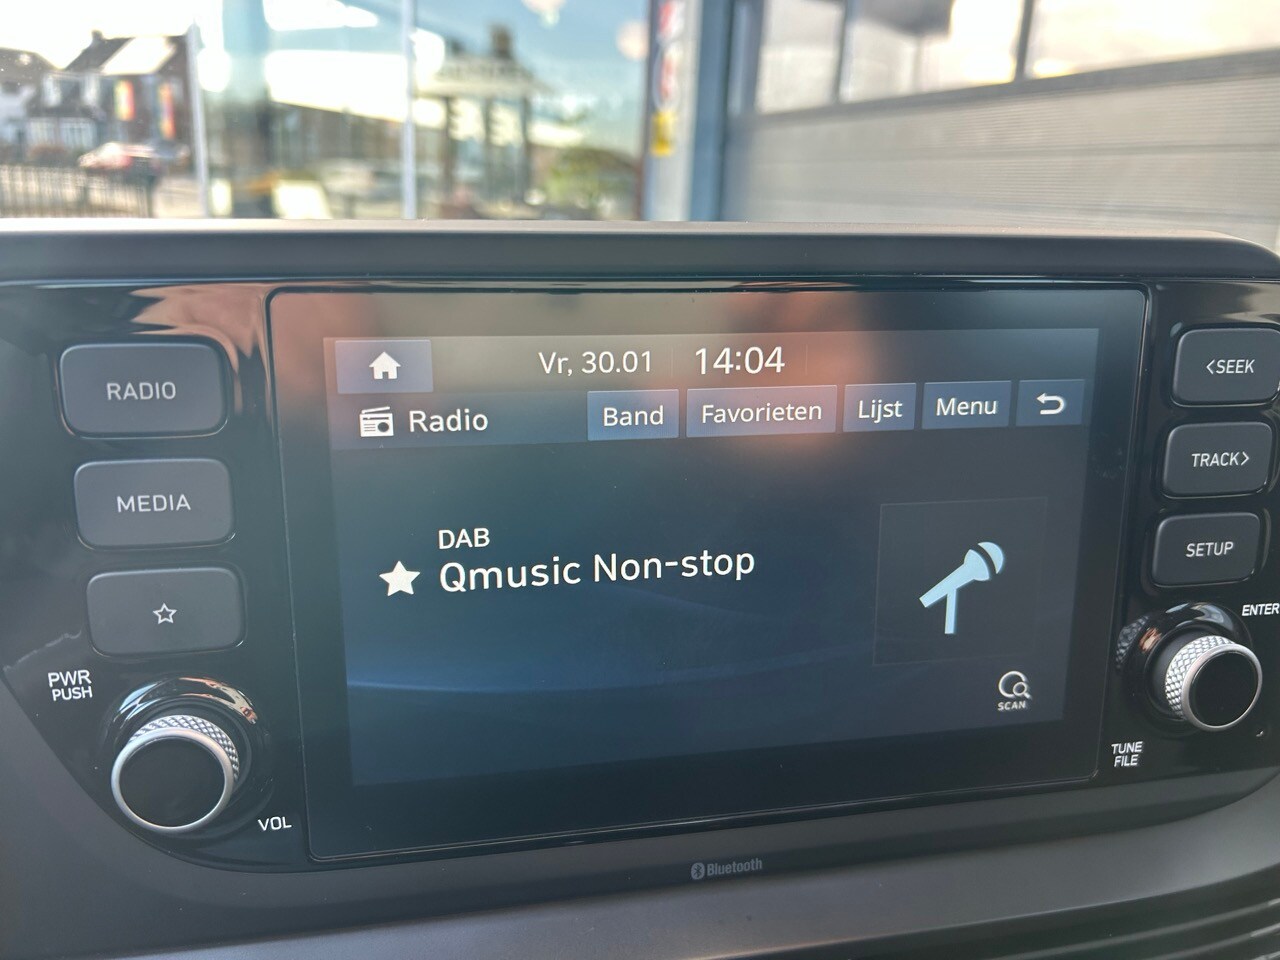 Vr, 30.01 14:04
Radio
Band
Favorieten
Lijst
Menu
DAB
Qmusic Non-stop
SCAN
RADIO
MEDIA
PWR
PUSH
VOL
<SEEK
TRACK>
SETUP
ENTER
TUNE
FILE
Bluetooth